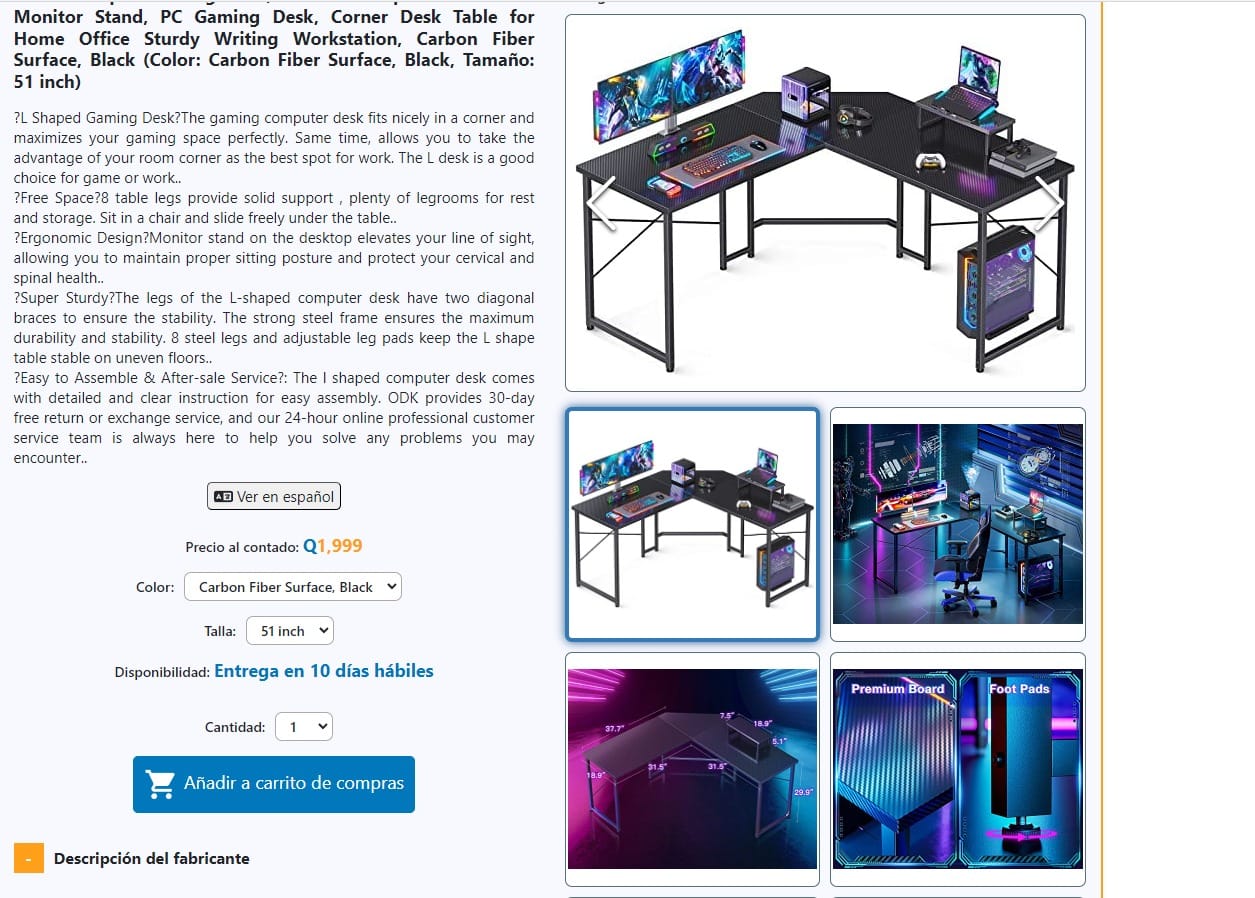 Monitor Stand, PC Gaming Desk, Corner Desk Table for
Home Office Sturdy Writing Workstation, Carbon Fiber
Surface, Black (Color: Carbon Fiber Surface, Black, Tamaño:
51 inch)
?L Shaped Gaming Desk?The gaming computer desk fits nicely in a corner and
maximizes your gaming space perfectly. Same time, allows you to take the
advantage of your room corner as the best spot for work. The L desk is a good
choice for game or work..
?Free Space?8 table legs provide solid support , plenty of legrooms for rest
and storage. Sit in a chair and slide freely under the table..
?Ergonomic Design?Monitor stand on the desktop elevates your line of sight,
allowing you to maintain proper sitting posture and protect your cervical and
spinal health..
?Super Sturdy?The legs of the L-shaped computer desk have two diagonal
braces to ensure the stability. The strong steel frame ensures the maximum
durability and stability. 8 steel legs and adjustable leg pads keep the L shape
table stable on uneven floors..
?Easy to Assemble & After-sale Service?: The l shaped computer desk comes
with detailed and clear instruction for easy assembly. ODK provides 30-day
free return or exchange service, and our 24-hour online professional customer
service team is always here to help you solve any problems you may
encounter..
Ver en español
Precio al contado: Q1,999
Color: Carbon Fiber Surface, Black
Talla: 51 inch
Disponibilidad: Entrega en 10 días hábiles
Cantidad: 1
Añadir a carrito de compras
- Descripción del fabricante
37.7"
7.5"
18.9"
5.1"
31.5"
31.5"
18.9"
29.9"
Premium Board
Foot Pads